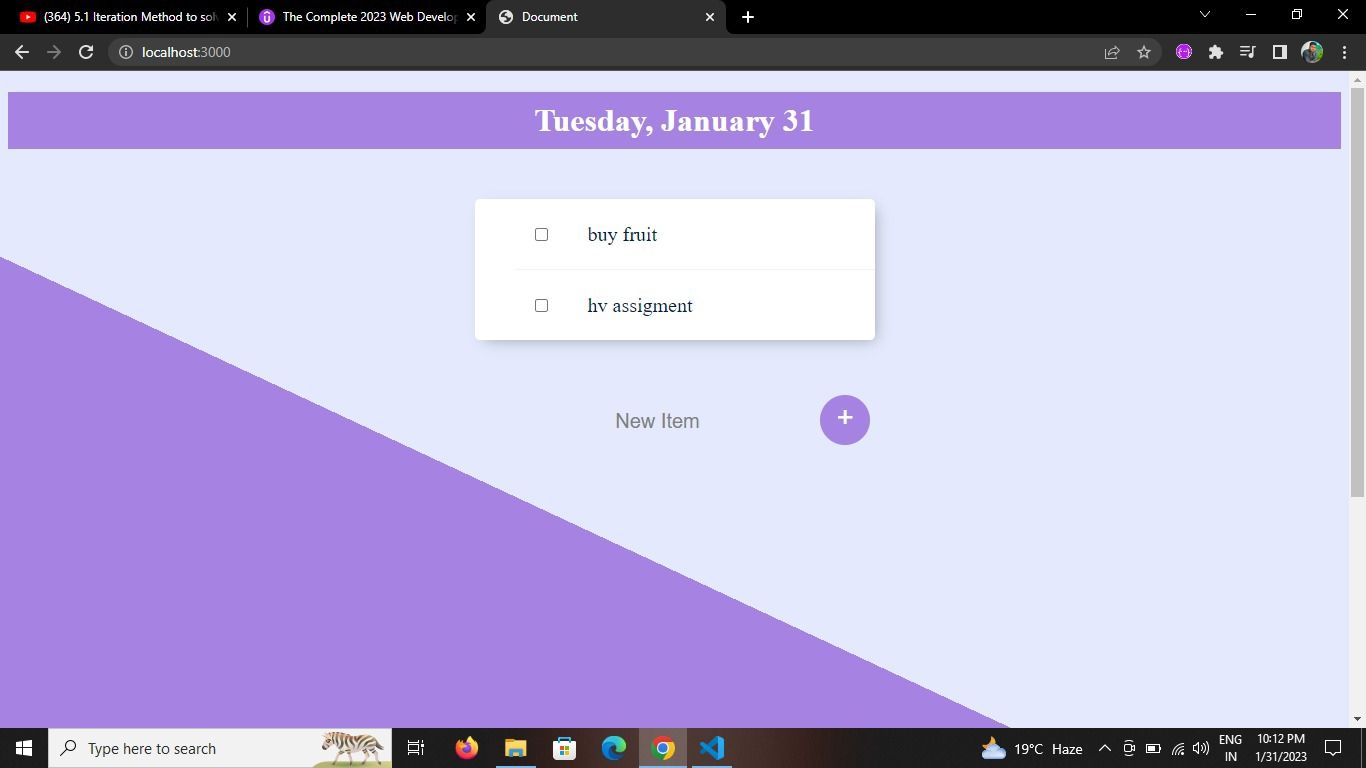 (364) 5.1 Iteration Method to sol
The Complete 2023 Web Develop
Document
localhost:3000
Tuesday, January 31
buy fruit
hv assigment
New Item
+
Type here to search
19°C Haze
ENG
IN
10:12 PM
1/31/2023